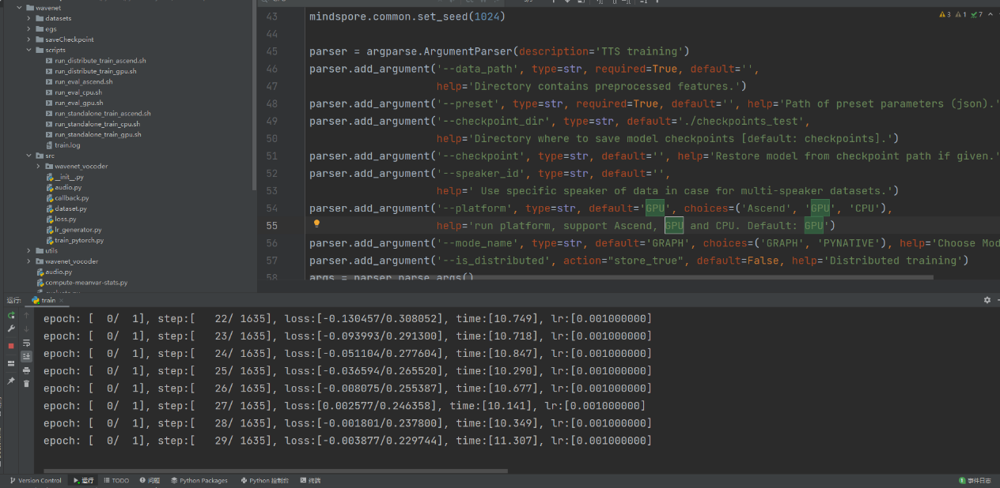 wavenet
datasets
egs
saveCheckpoint
scripts
run_distribute_train_ascend.sh
run_distribute_train_gpu.sh
run_eval_ascend.sh
run_eval_cpu.sh
run_eval_gpu.sh
run_standalone_train_ascend.sh
run_standalone_train_cpu.sh
run_standalone_train_gpu.sh
train.log
src
wavenet_vocoder
__init__.py
audio.py
callback.py
dataset.py
loss.py
lr_generator.py
train_pytorch.py
utils
wavenet_vocoder
audio.py
compute-meanvar-stats.py
3 1 7
43 mindspore.common.set_seed(1024)
44
45 parser = argparse.ArgumentParser(description='TTS training')
46 parser.add_argument('--data_path', type=str, required=True, default='',
47 help='Directory contains preprocessed features.')
48 parser.add_argument('--preset', type=str, required=True, default='', help='Path of preset parameters (json).'
49 parser.add_argument('--checkpoint_dir', type=str, default='./checkpoints_test',
50 help='Directory where to save model checkpoints [default: checkpoints].')
51 parser.add_argument('--checkpoint', type=str, default='', help='Restore model from checkpoint path if given.'
52 parser.add_argument('--speaker_id', type=str, default='',
53 help=' Use specific speaker of data in case for multi-speaker datasets.')
54 parser.add_argument('--platform', type=str, default='GPU', choices=('Ascend', 'GPU', 'CPU'),
55 help='run platform, support Ascend, GPU and CPU. Default: GPU')
56 parser.add_argument('--mode_name', type=str, default='GRAPH', choices=('GRAPH', 'PYNATIVE'), help='Choose Mod
57 parser.add_argument('--is_distributed', action="store_true", default=False, help='Distributed training')
58 args = parser.parse_args()
运行: train
epoch: [  0/  1], step:[   22/ 1635], loss:[-0.130457/0.308052], time:[10.749], lr:[0.001000000]
epoch: [  0/  1], step:[   23/ 1635], loss:[-0.093993/0.291300], time:[10.718], lr:[0.001000000]
epoch: [  0/  1], step:[   24/ 1635], loss:[-0.051104/0.277604], time:[10.847], lr:[0.001000000]
epoch: [  0/  1], step:[   25/ 1635], loss:[-0.036594/0.265520], time:[10.290], lr:[0.001000000]
epoch: [  0/  1], step:[   26/ 1635], loss:[-0.008075/0.255387], time:[10.677], lr:[0.001000000]
epoch: [  0/  1], step:[   27/ 1635], loss:[0.002577/0.246358], time:[10.141], lr:[0.001000000]
epoch: [  0/  1], step:[   28/ 1635], loss:[-0.001801/0.237800], time:[10.349], lr:[0.001000000]
epoch: [  0/  1], step:[   29/ 1635], loss:[-0.003877/0.229744], time:[11.307], lr:[0.001000000]
Version Control 运行 TODO 问题 Python Packages Python 控制台 终端 1 事件日志